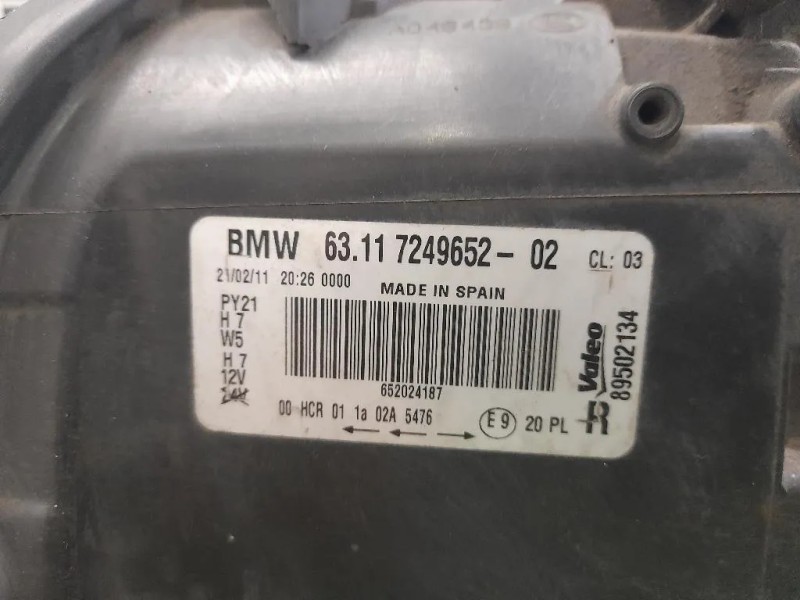 BMW 63.11 7249652- 02 CL: 03
21/02/11 20:26 0000
MADE IN SPAIN
PY21
H 7
W5
H 7
12V
24V
652024187
00 HCR 01 1a 02A 5476
E 9 20 PL
R
Valeo
89502134